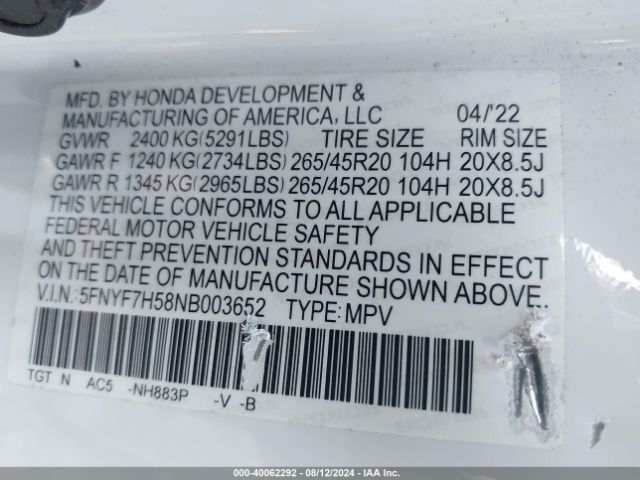 MFD. BY HONDA DEVELOPMENT &
MANUFACTURING OF AMERICA, LLC 04/'22
GVWR 2400 KG(5291LBS) TIRE SIZE RIM SIZE
GAWR F 1240 KG(2734LBS) 265/45R20 104H 20X8.5J
GAWR R 1345 KG(2965LBS) 265/45R20 104H 20X8.5J
THIS VEHICLE CONFORMS TO ALL APPLICABLE
FEDERAL MOTOR VEHICLE SAFETY
AND THEFT PREVENTION STANDARDS IN EFFECT
ON THE DATE OF MANUFACTURE SHOWN ABOVE.
V.I.N.: 5FNYF7H58NB003652 TYPE: MPV
TGT N AC5 -NH883P -V -B
000-40062292 - 08/12/2024 - IAA Inc.